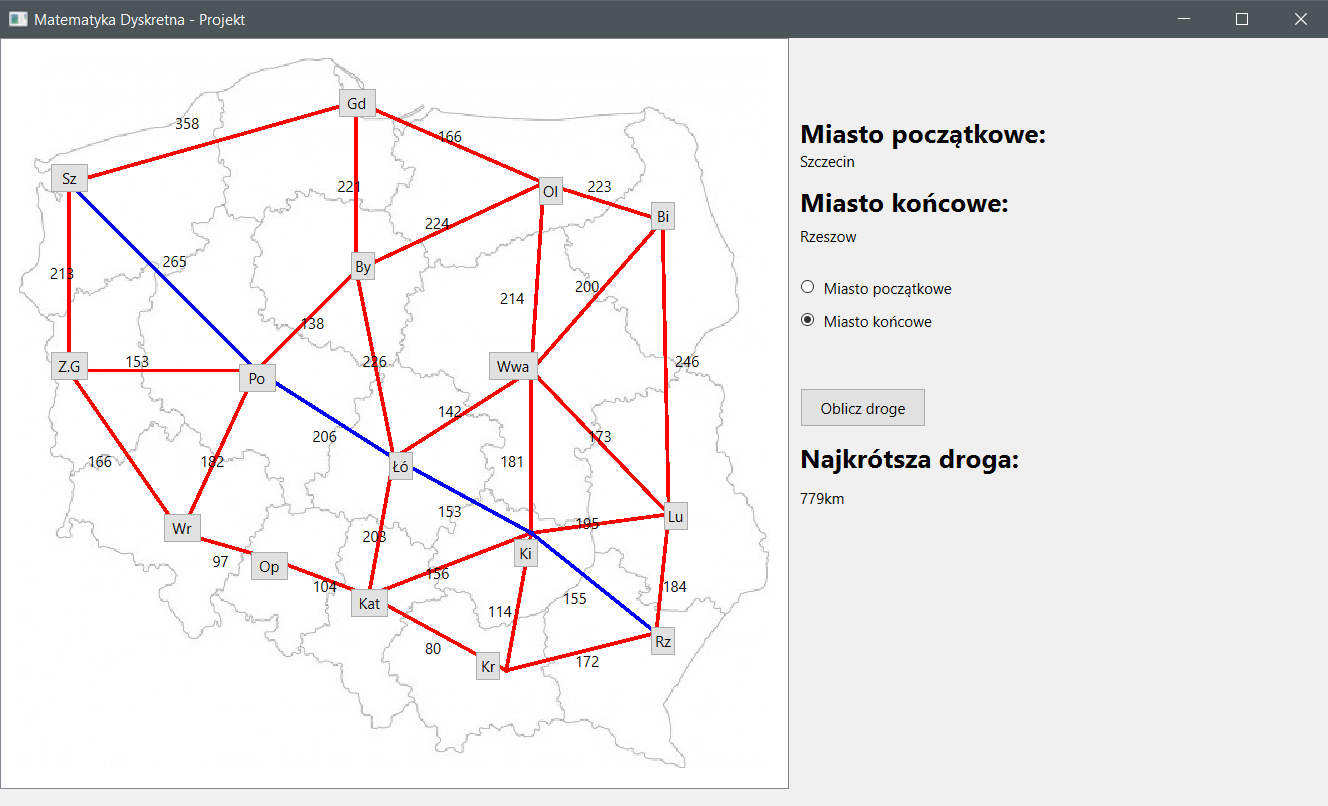 Matematyka Dyskretna - Projekt
Gd
358
166
Sz
221
Ol
223
Bi
224
265
By
213
200
214
138
Z.G
153
226
Wwa
246
Po
142
206
173
166
182
181
Łó
153
Lu
195
Wr
203
Ki
97
Op
156
104
184
155
Kat
114
Rz
80
172
Kr
Miasto początkowe:
Szczecin
Miasto końcowe:
Rzeszow
Miasto początkowe
Miasto końcowe
Oblicz droge
Najkrótsza droga:
779km